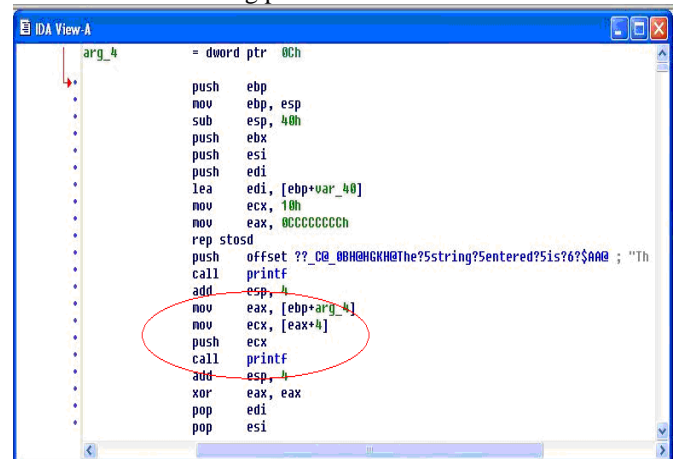 IDA View-A
arg_4 = dword ptr 0Ch
push ebp
mov ebp, esp
sub esp, 40h
push ebx
push esi
push edi
lea edi, [ebp+var_40]
mov ecx, 10h
mov eax, 0CCCCCCCCh
rep stosd
push offset ??_C@_0BH@HGKH@The?5string?5entered?5is?6?$AA@ ; "Th
call printf
add esp, 4
mov eax, [ebp+arg_4]
mov ecx, [eax+4]
push ecx
call printf
add esp, 4
xor eax, eax
pop edi
pop esi